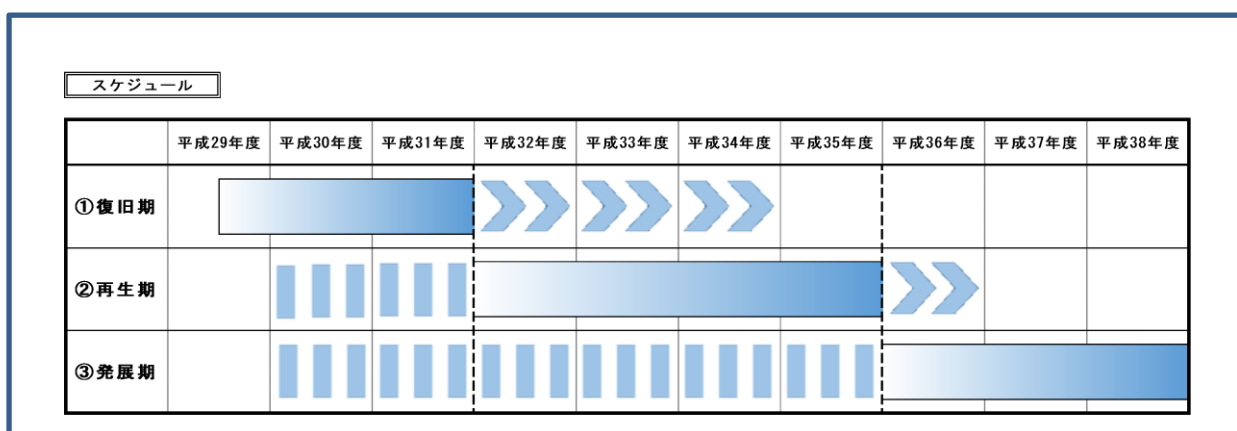 スケジュール
平成29年度 平成30年度 平成31年度 平成32年度 平成33年度 平成34年度 平成35年度 平成36年度 平成37年度 平成38年度
①復旧期
②再生期
③発展期